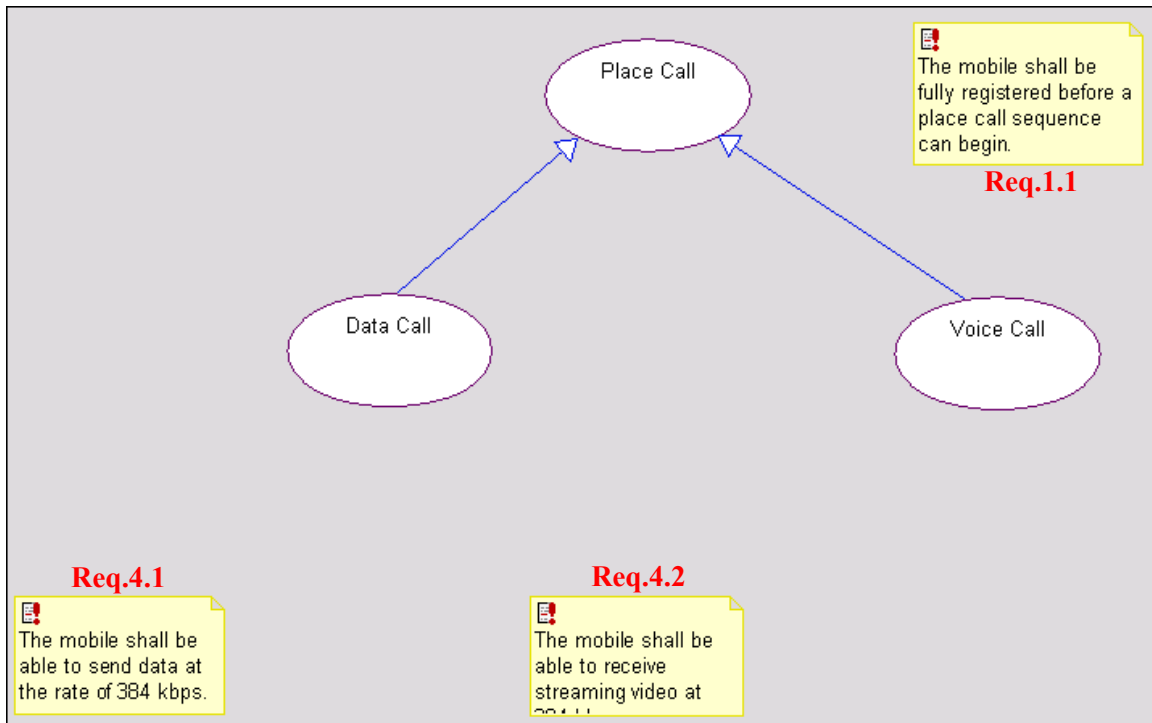 Place Call
The mobile shall be
fully registered before a
place call sequence
can begin.
Req.1.1
Data Call
Voice Call
Req.4.1
The mobile shall be
able to send data at
the rate of 384 kbps.
Req.4.2
The mobile shall be
able to receive
streaming video at